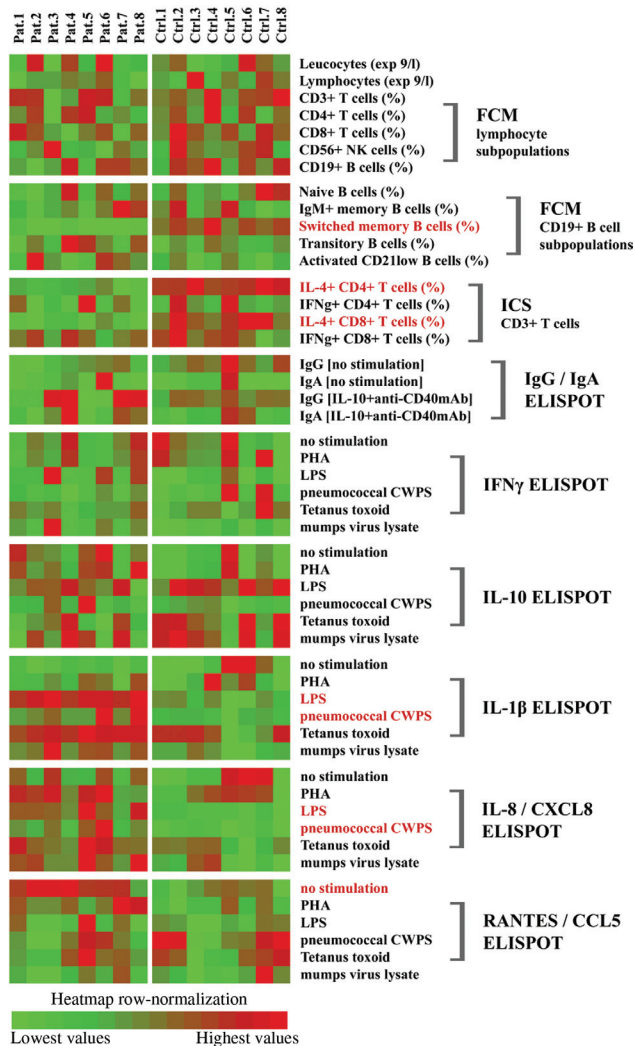 Pat.1 Pat.2 Pat.3 Pat.4 Pat.5 Pat.6 Pat.7 Pat.8 Ctrl.1 Ctrl.2 Ctrl.3 Ctrl.4 Ctrl.5 Ctrl.6 Ctrl.7 Ctrl.8
Leucocytes (exp 9/l)
Lymphocytes (exp 9/l)
CD3+ T cells (%)
CD4+ T cells (%)
CD8+ T cells (%)
CD56+ NK cells (%)
CD19+ B cells (%)
FCM
lymphocyte
subpopulations
Naive B cells (%)
IgM+ memory B cells (%)
Switched memory B cells (%)
Transitory B cells (%)
Activated CD21low B cells (%)
FCM
CD19+ B cell
subpopulations
IL-4+ CD4+ T cells (%)
IFNg+ CD4+ T cells (%)
IL-4+ CD8+ T cells (%)
IFNg+ CD8+ T cells (%)
ICS
CD3+ T cells
IgG [no stimulation]
IgA [no stimulation]
IgG [IL-10+anti-CD40mAb]
IgA [IL-10+anti-CD40mAb]
IgG / IgA
ELISPOT
no stimulation
PHA
LPS
pneumococcal CWPS
Tetanus toxoid
mumps virus lysate
IFNγ ELISPOT
no stimulation
PHA
LPS
pneumococcal CWPS
Tetanus toxoid
mumps virus lysate
IL-10 ELISPOT
no stimulation
PHA
LPS
pneumococcal CWPS
Tetanus toxoid
mumps virus lysate
IL-1β ELISPOT
no stimulation
PHA
LPS
pneumococcal CWPS
Tetanus toxoid
mumps virus lysate
IL-8 / CXCL8
ELISPOT
no stimulation
PHA
LPS
pneumococcal CWPS
Tetanus toxoid
mumps virus lysate
RANTES / CCL5
ELISPOT
Heatmap row-normalization
Lowest values Highest values